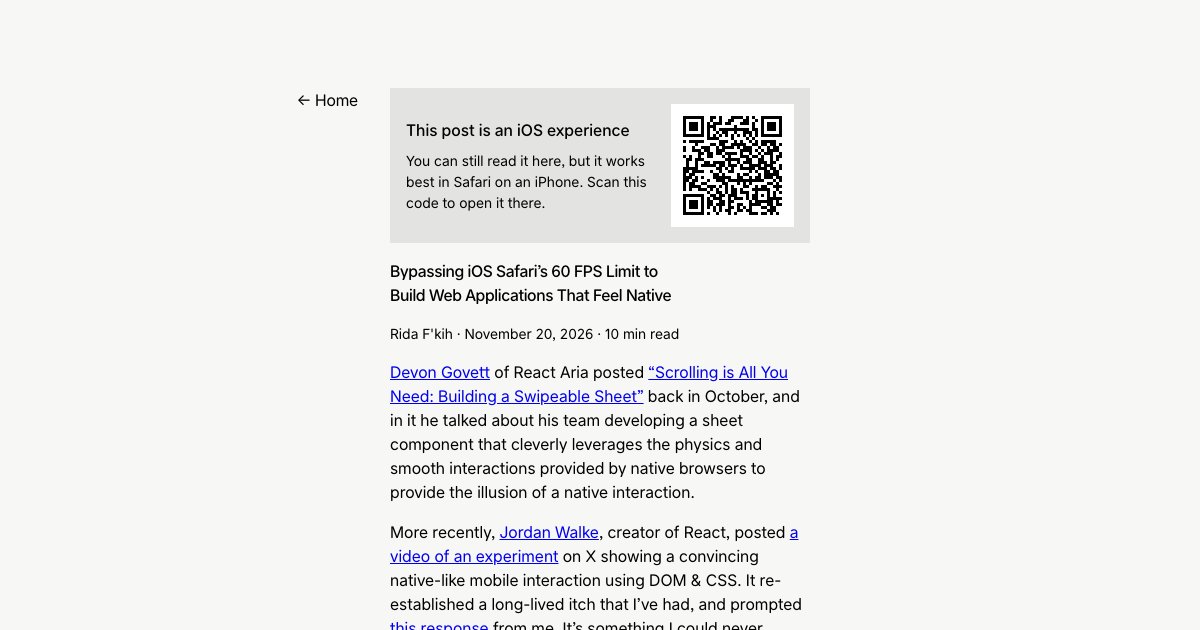 ← Home
This post is an iOS experience
You can still read it here, but it works
best in Safari on an iPhone. Scan this
code to open it there.
Bypassing iOS Safari’s 60 FPS Limit to
Build Web Applications That Feel Native
Rida F'kih · November 20, 2026 · 10 min read
Devon Govett of React Aria posted “Scrolling is All You
Need: Building a Swipeable Sheet” back in October, and
in it he talked about his team developing a sheet
component that cleverly leverages the physics and
smooth interactions provided by native browsers to
provide the illusion of a native interaction.
More recently, Jordan Walke, creator of React, posted a
video of an experiment on X showing a convincing
native-like mobile interaction using DOM & CSS. It re-
established a long-lived itch that I’ve had, and prompted
this response from me. It’s something I could never